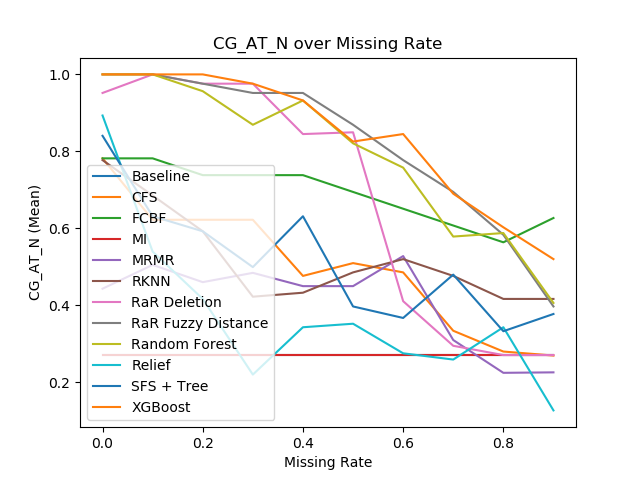 CG_AT_N over Missing Rate
CG_AT_N (Mean)
1.0
0.8
0.6
0.4
0.2
Baseline
CFS
FCBF
MI
MRMR
RKNN
RaR Deletion
RaR Fuzzy Distance
Random Forest
Relief
SFS + Tree
XGBoost
0.0
0.2
0.4
0.6
0.8
Missing Rate